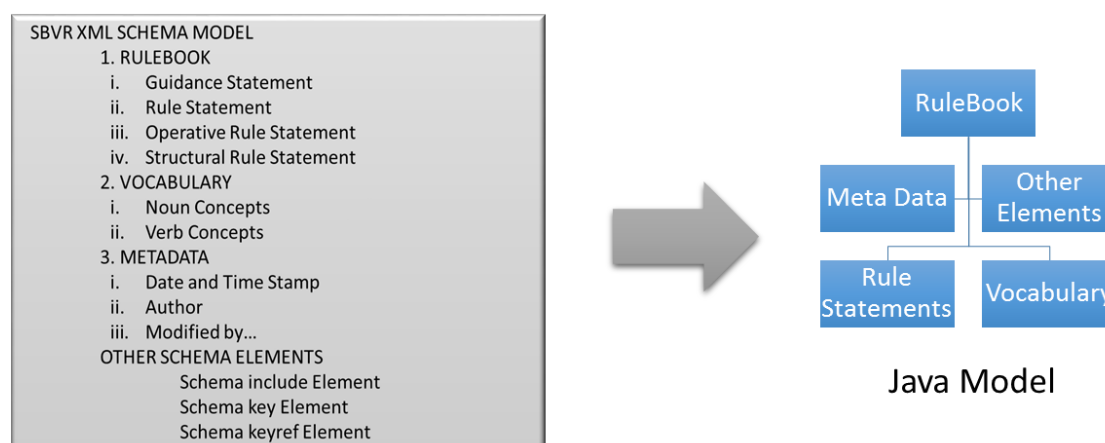 SBVR XML SCHEMA MODEL
1. RULEBOOK
i. Guidance Statement
ii. Rule Statement
iii. Operative Rule Statement
iv. Structural Rule Statement
2. VOCABULARY
i. Noun Concepts
ii. Verb Concepts
3. METADATA
i. Date and Time Stamp
ii. Author
iii. Modified by…
OTHER SCHEMA ELEMENTS
Schema include Element
Schema key Element
Schema keyref Element
RuleBook
Meta Data
Other
Elements
Rule
Statements
Vocabulary
Java Model